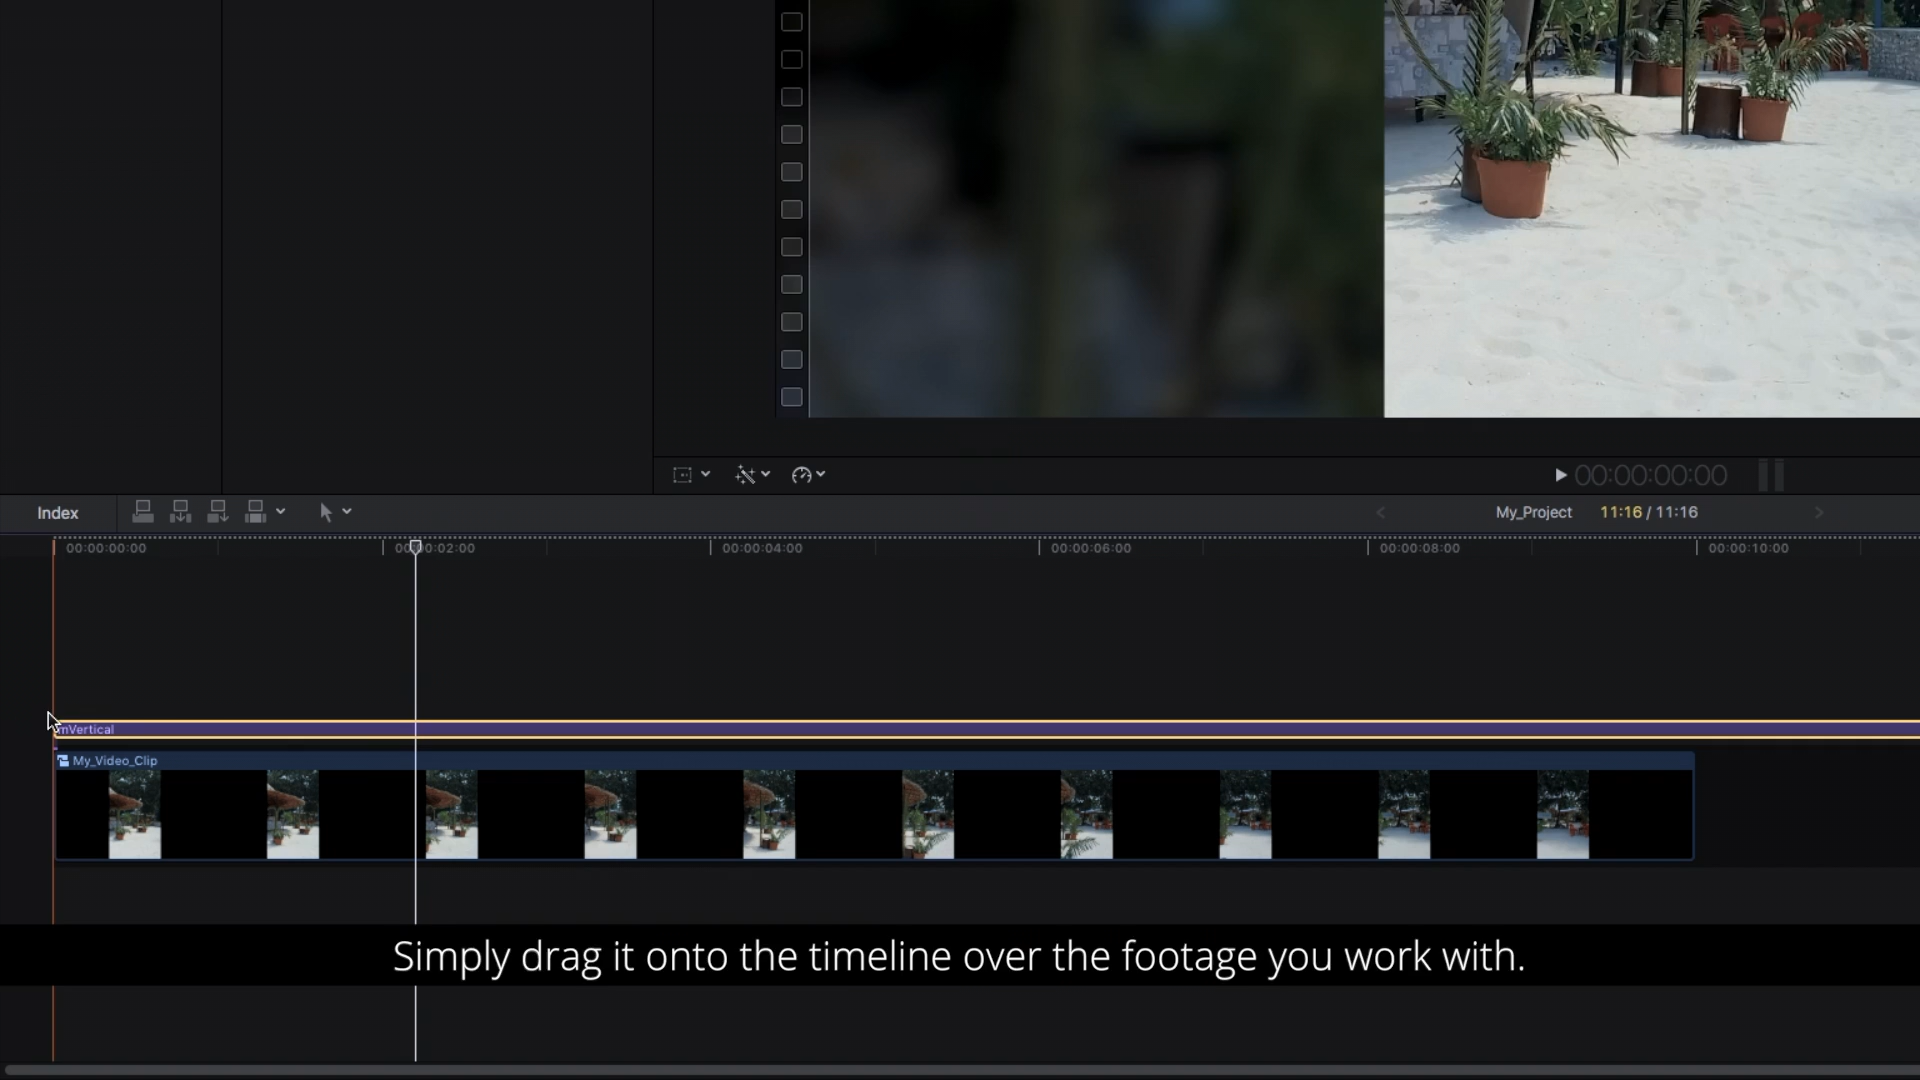 00:00:00:00
Index
My_Project 11:16 / 11:16
00:00:00:00 00:00:02:00 00:00:04:00 00:00:06:00 00:00:08:00 00:00:10:00
mVertical
My_Video_Clip
Simply drag it onto the timeline over the footage you work with.